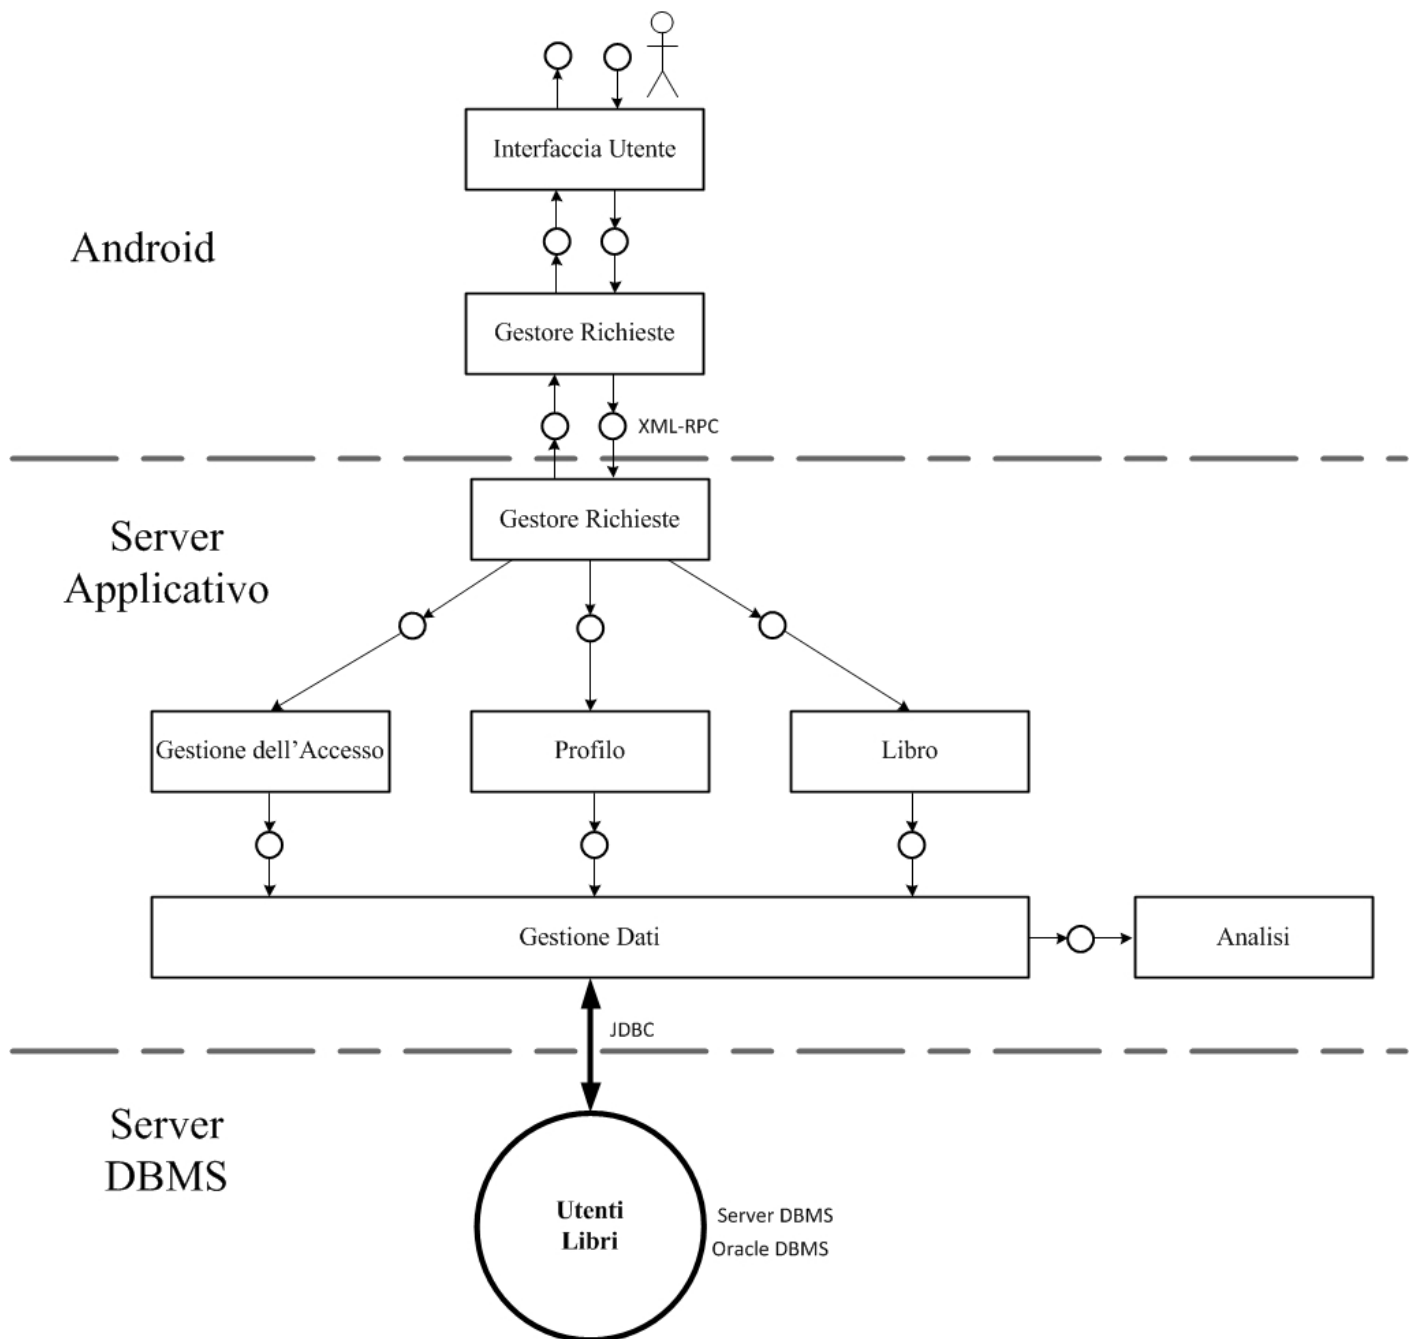 Interfaccia Utente
Android
Gestore Richieste
XML-RPC
Server
Applicativo
Gestore Richieste
Gestione dell’Accesso
Profilo
Libro
Gestione Dati
Analisi
JDBC
Server
DBMS
Utenti
Libri
Server DBMS
Oracle DBMS